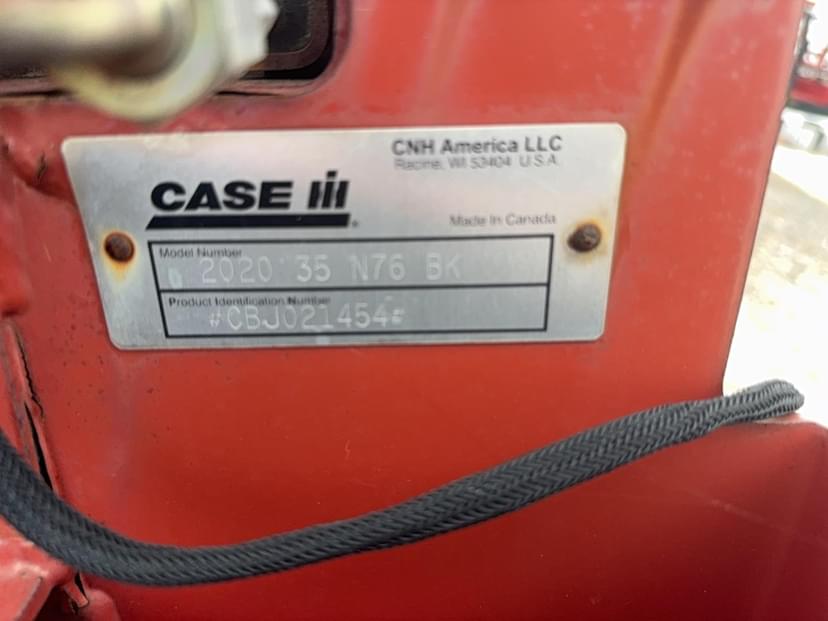 CNH America LLC
Racine, WI 53404 U.S.A.
CASE IH
Made In Canada
Model Number
2020 35 N76 BK
Product Identification Number
#CBJ021454#